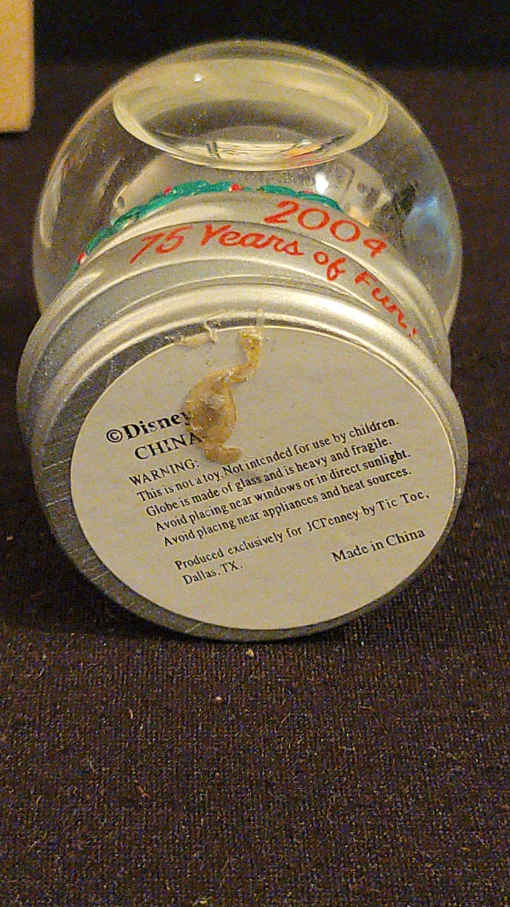 2004
75 Years of Fun!
©Disney
CHINA
WARNING:
This is not a toy. Not intended for use by children.
Globe is made of glass and is heavy and fragile.
Avoid placing near windows or in direct sunlight.
Avoid placing near appliances and heat sources.
Produced exclusively for JCPenney by Tic Toc,
Dallas, TX.
Made in China